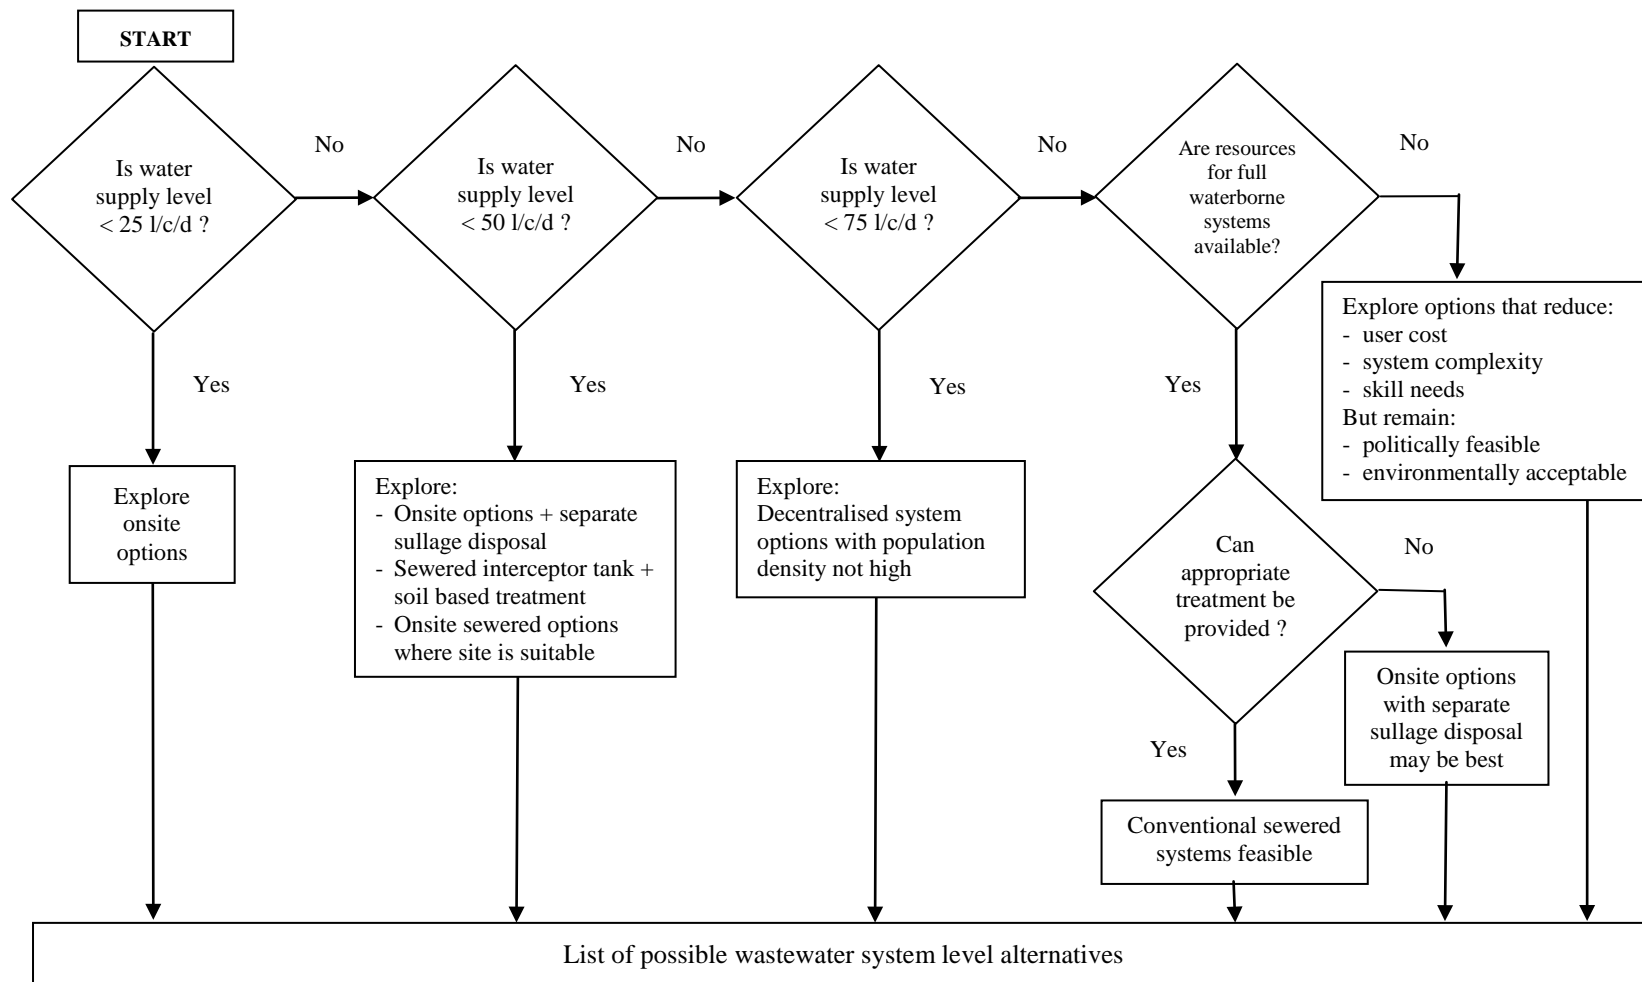 START
Is water
supply level
< 25 l/c/d ?
No
Is water
supply level
< 50 l/c/d ?
No
Is water
supply level
< 75 l/c/d ?
No
Are resources
for full
waterborne
systems
available?
No
Yes
Yes
Yes
Yes
Explore options that reduce:
- user cost
- system complexity
- skill needs
But remain:
- politically feasible
- environmentally acceptable
Explore
onsite
options
Explore:
- Onsite options + separate
sullage disposal
- Sewered interceptor tank +
soil based treatment
- Onsite sewered options
where site is suitable
Explore:
Decentralised system
options with population
density not high
Can
appropriate
treatment be
provided ?
No
Onsite options
with separate
sullage disposal
may be best
Yes
Conventional sewered
systems feasible
List of possible wastewater system level alternatives